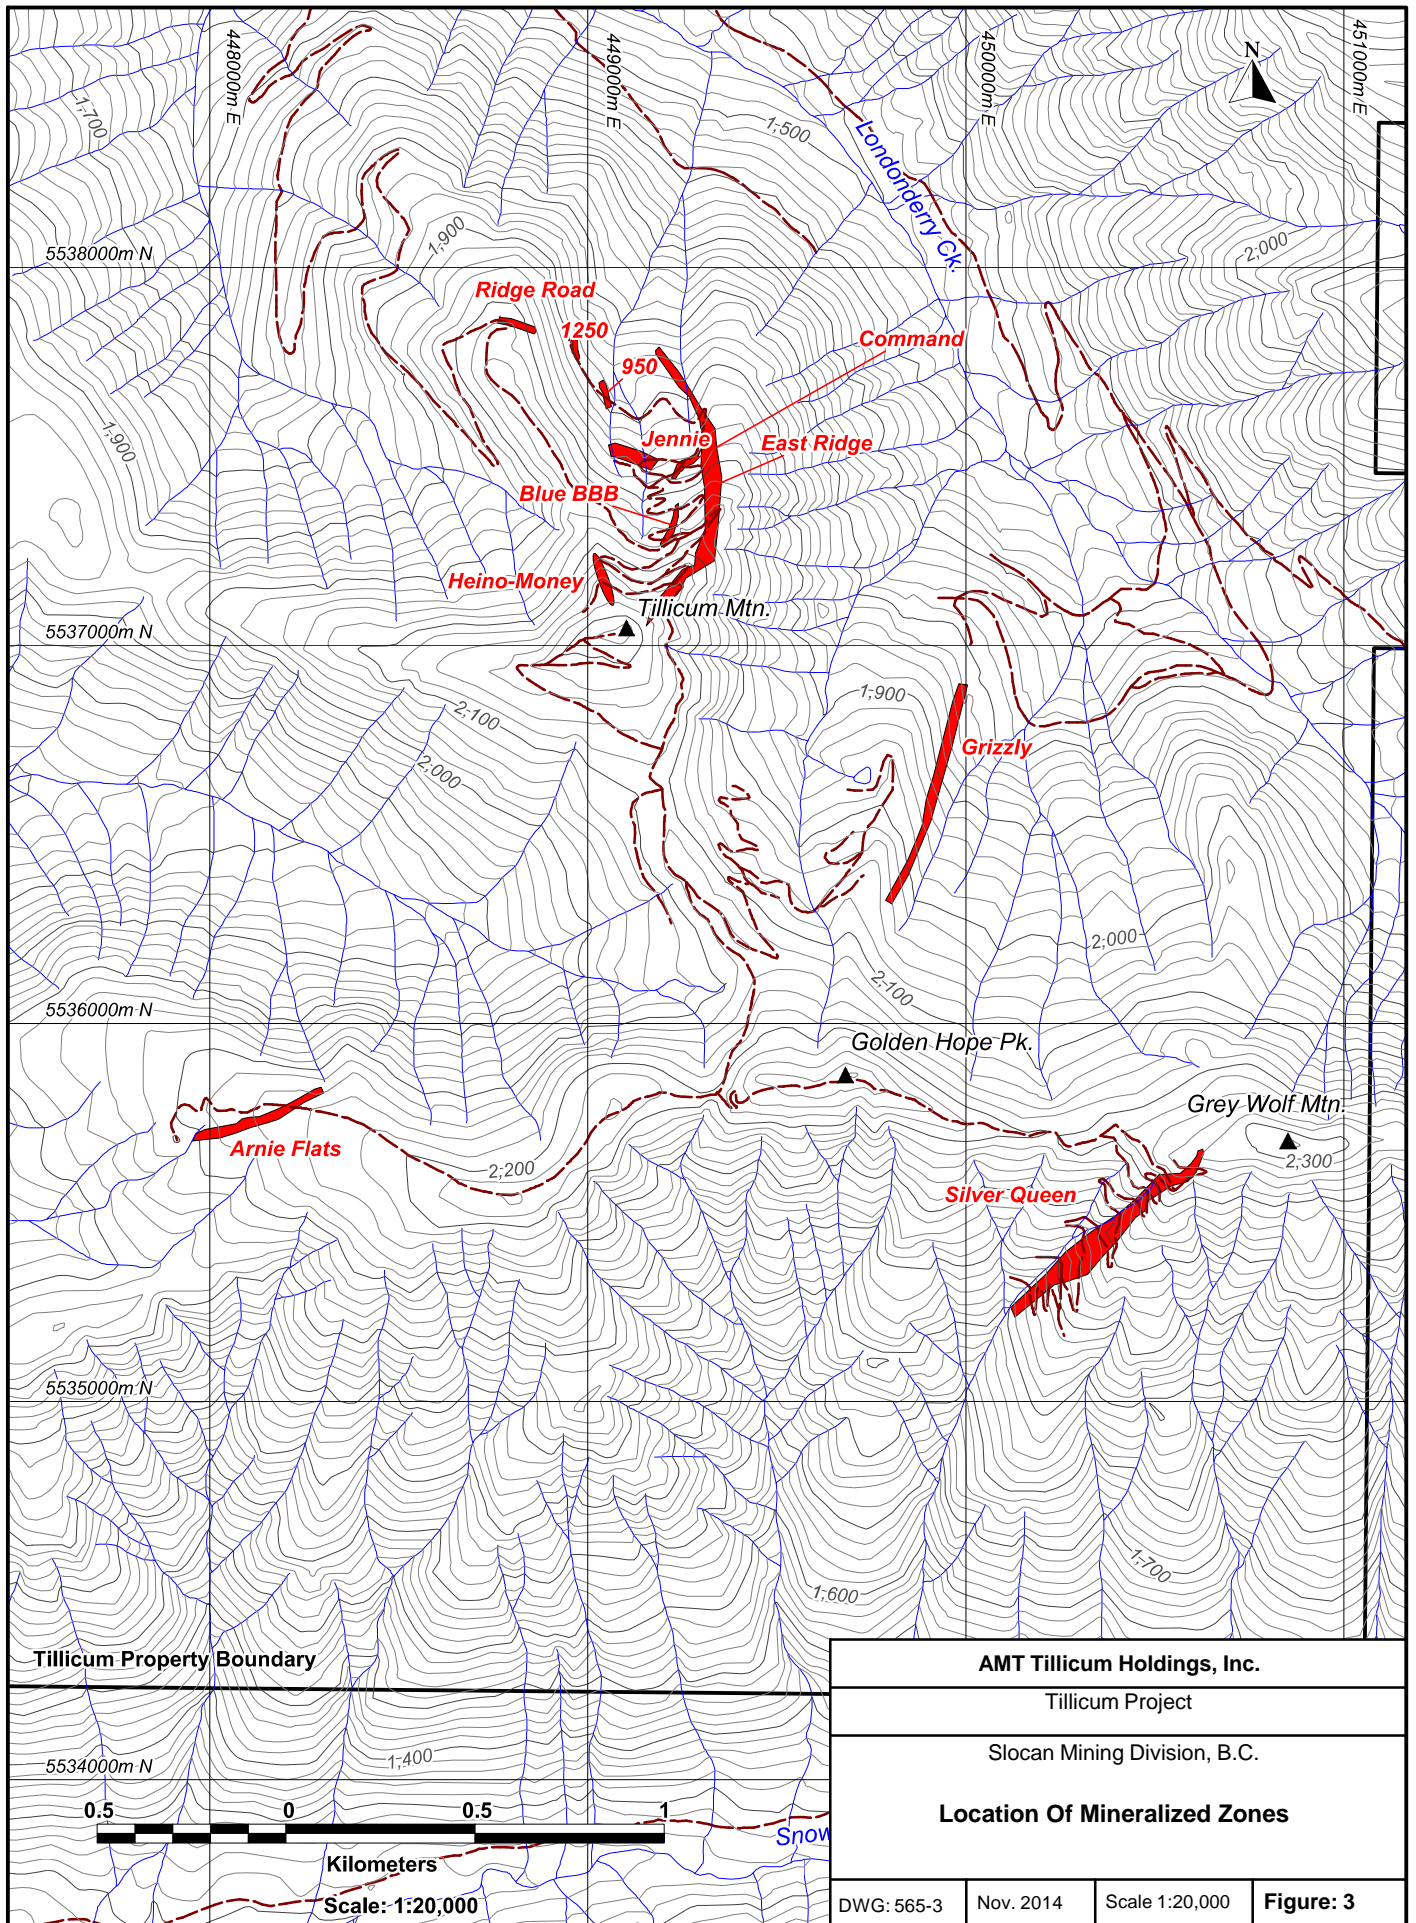 448000m E
449000m E
450000m E
451000m E
N
1,700
1,500
Londonderry Ck.
1,900
2,000
5538000m N
Ridge Road
1250
Command
950
1,900
Jennie
East Ridge
Blue BBB
Heino-Money
Tillicum Mtn.
5537000m N
1,900
2,100
Grizzly
2,000
2,000
2,100
5536000m N
Golden Hope Pk.
Grey Wolf Mtn.
Arnie Flats
2,200
2,300
Silver Queen
5535000m N
1,700
1,600
Tillicum Property Boundary
1,400
5534000m N
0.5 0 0.5 1
Kilometers
Scale: 1:20,000
Snow
AMT Tillicum Holdings, Inc.
Tillicum Project
Slocan Mining Division, B.C.
Location Of Mineralized Zones
DWG: 565-3 Nov. 2014 Scale 1:20,000 Figure: 3